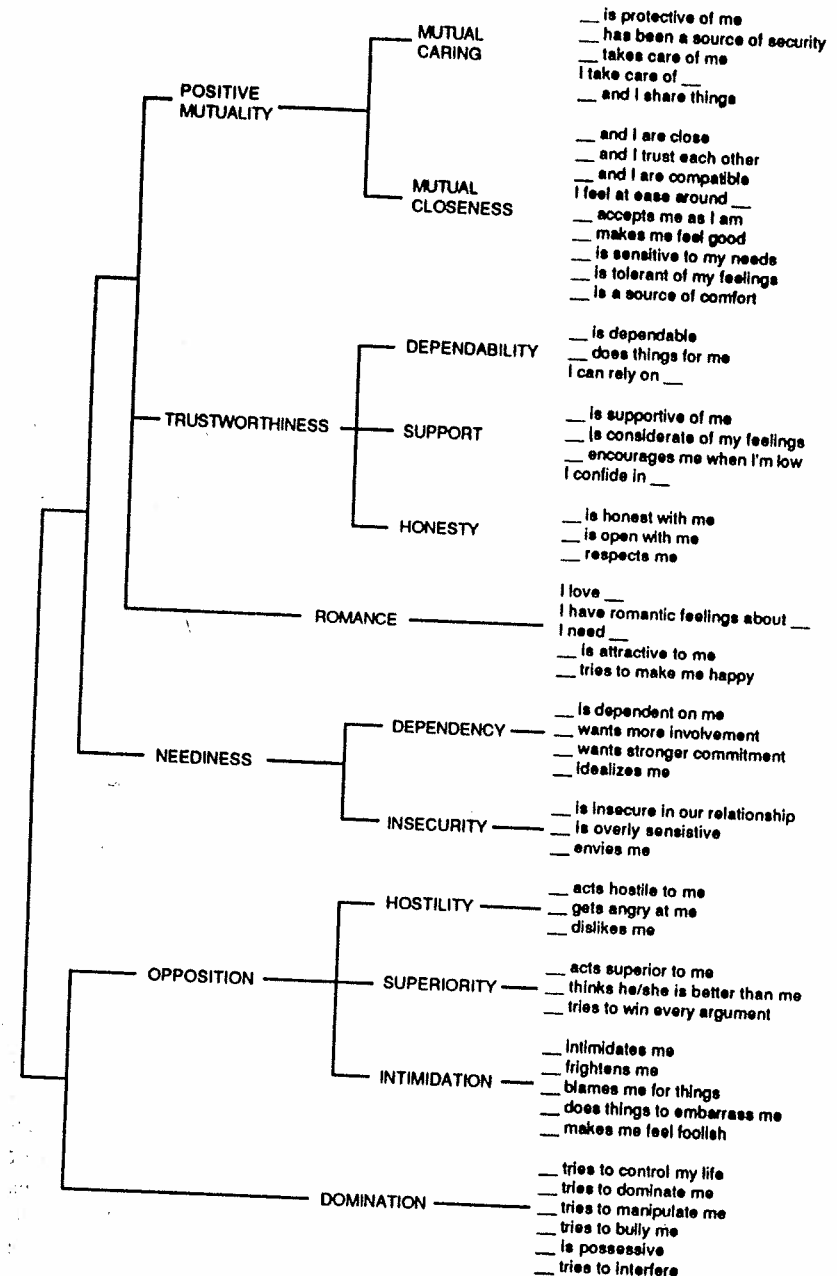 POSITIVE
MUTUALITY
MUTUAL
CARING
__ is protective of me
__ has been a source of security
__ takes care of me
I take care of __
__ and I share things
MUTUAL
CLOSENESS
__ and I are close
__ and I trust each other
__ and I are compatible
I feel at ease around __
__ accepts me as I am
__ makes me feel good
__ is sensitive to my needs
__ is tolerant of my feelings
__ is a source of comfort
TRUSTWORTHINESS
DEPENDABILITY
__ is dependable
__ does things for me
I can rely on __
SUPPORT
__ is supportive of me
__ is considerate of my feelings
__ encourages me when I'm low
I confide in __
HONESTY
__ is honest with me
__ is open with me
__ respects me
ROMANCE
I love __
I have romantic feelings about __
I need __
__ is attractive to me
__ tries to make me happy
NEEDINESS
DEPENDENCY
__ is dependent on me
__ wants more involvement
__ wants stronger commitment
__ idealizes me
INSECURITY
__ is insecure in our relationship
__ is overly sensistive
__ envies me
OPPOSITION
HOSTILITY
__ acts hostile to me
__ gets angry at me
__ dislikes me
SUPERIORITY
__ acts superior to me
__ thinks he/she is better than me
__ tries to win every argument
INTIMIDATION
__ intimidates me
__ frightens me
__ blames me for things
__ does things to embarrass me
__ makes me feel foolish
DOMINATION
__ tries to control my life
__ tries to dominate me
__ tries to manipulate me
__ tries to bully me
__ is possessive
__ tries to interfere